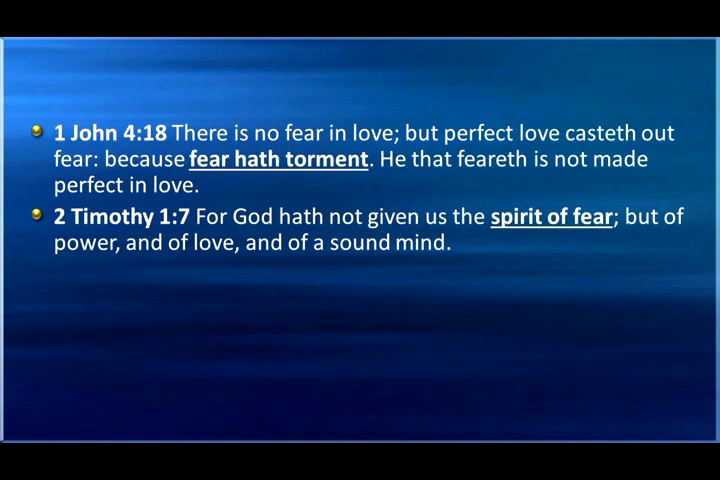 1 John 4:18 There is no fear in love; but perfect love casteth out
fear: because fear hath torment. He that feareth is not made
perfect in love.
2 Timothy 1:7 For God hath not given us the spirit of fear; but of
power, and of love, and of a sound mind.